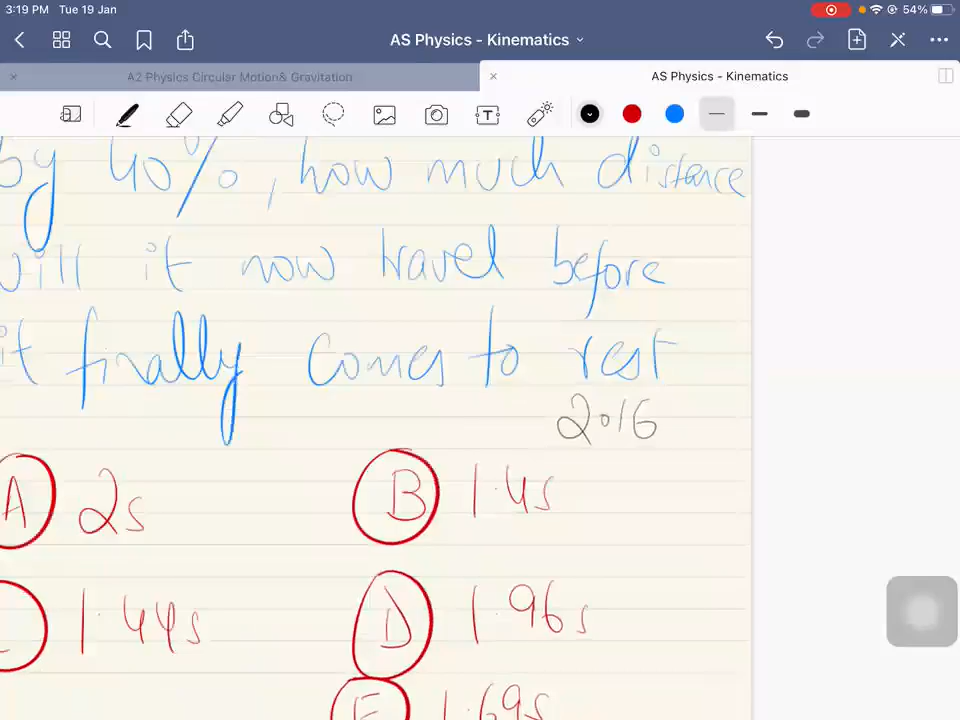 3:19 PM Tue 19 Jan
54%
AS Physics - Kinematics
A2 Physics Circular Motion& Gravitation
AS Physics - Kinematics
T
by 40%, how much distance
will it now travel before
it finally comes to rest
2016
A 2s
B 1.4s
1.44s
D 1.96s
E 1.69s